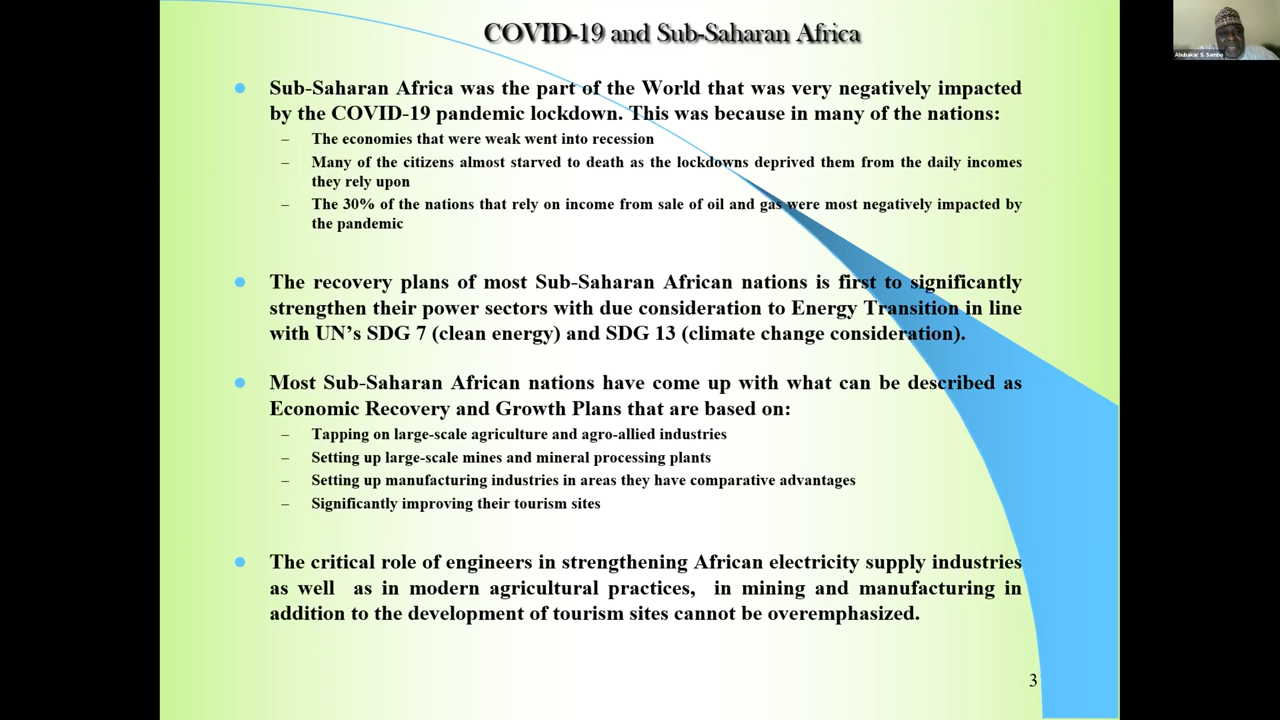 COVID-19 and Sub-Saharan Africa
Abubakar S. Sambo
Sub-Saharan Africa was the part of the World that was very negatively impacted
by the COVID-19 pandemic lockdown. This was because in many of the nations:
– The economies that were weak went into recession
– Many of the citizens almost starved to death as the lockdowns deprived them from the daily incomes
they rely upon
– The 30% of the nations that rely on income from sale of oil and gas were most negatively impacted by
the pandemic
The recovery plans of most Sub-Saharan African nations is first to significantly
strengthen their power sectors with due consideration to Energy Transition in line
with UN's SDG 7 (clean energy) and SDG 13 (climate change consideration).
Most Sub-Saharan African nations have come up with what can be described as
Economic Recovery and Growth Plans that are based on:
– Tapping on large-scale agriculture and agro-allied industries
– Setting up large-scale mines and mineral processing plants
– Setting up manufacturing industries in areas they have comparative advantages
– Significantly improving their tourism sites
The critical role of engineers in strengthening African electricity supply industries
as well as in modern agricultural practices, in mining and manufacturing in
addition to the development of tourism sites cannot be overemphasized.
3